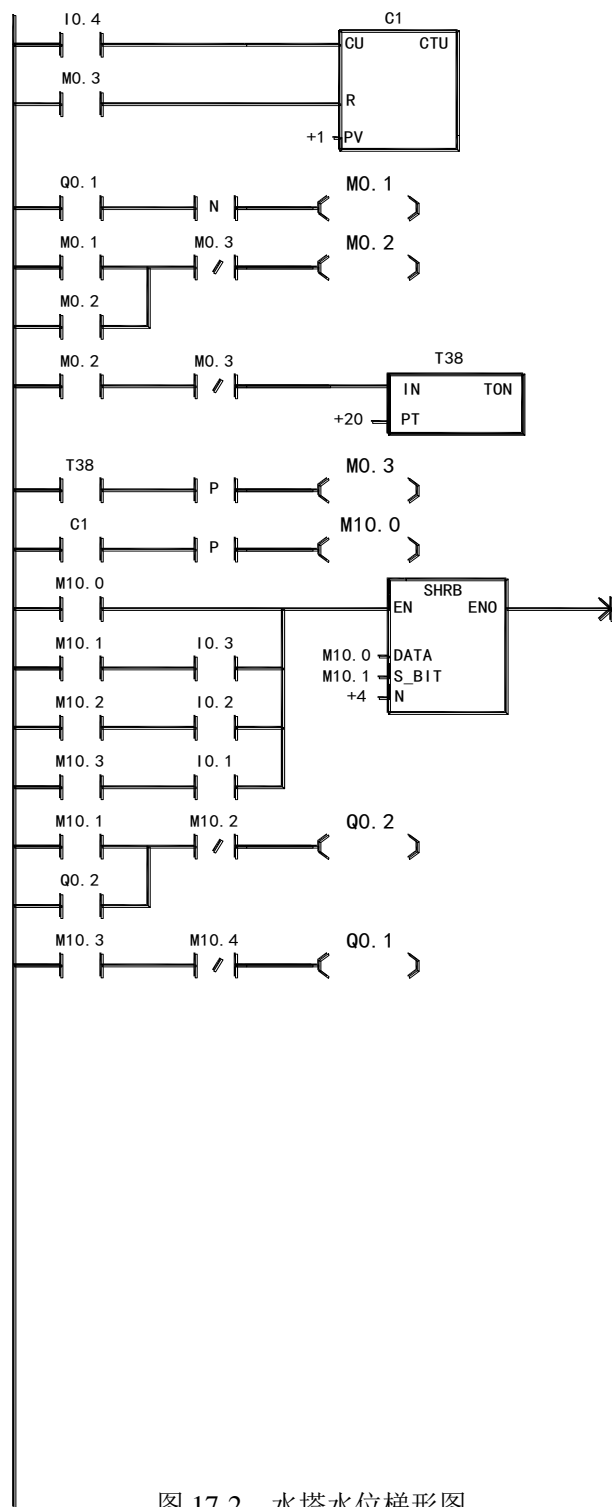 I0.4 C1
CU CTU
M0.3
R
+1 PV
Q0.1 N M0.1
M0.1 M0.3 M0.2
M0.2
M0.2 M0.3 T38
IN TON
+20 PT
T38 P M0.3
C1 P M10.0
M10.0 SHRB
EN ENO
M10.1 I0.3 M10.0 DATA
M10.1 S_BIT
M10.2 I0.2 +4 N
M10.3 I0.1
M10.1 M10.2 Q0.2
Q0.2
M10.3 M10.4 Q0.1
图 17-2 水塔水位梯形图